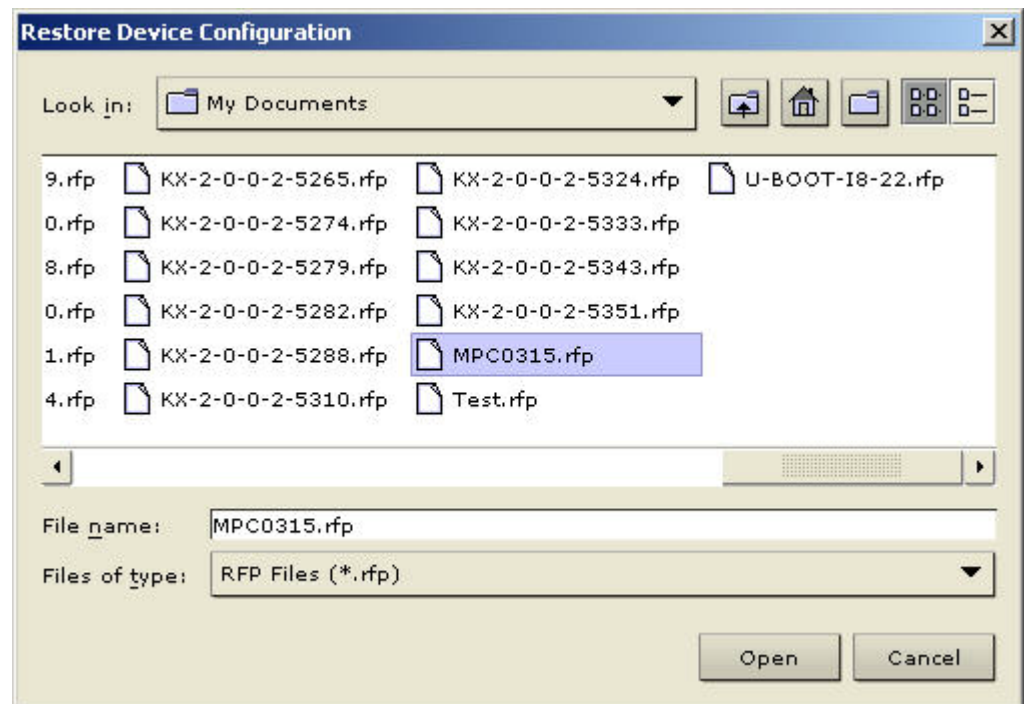 Restore Device Configuration
Look in: My Documents
9.rfp KX-2-0-0-2-5265.rfp KX-2-0-0-2-5324.rfp U-BOOT-I8-22.rfp
0.rfp KX-2-0-0-2-5274.rfp KX-2-0-0-2-5333.rfp
8.rfp KX-2-0-0-2-5279.rfp KX-2-0-0-2-5343.rfp
0.rfp KX-2-0-0-2-5282.rfp KX-2-0-0-2-5351.rfp
1.rfp KX-2-0-0-2-5288.rfp MPC0315.rfp
4.rfp KX-2-0-0-2-5310.rfp Test.rfp
File name: MPC0315.rfp
Files of type: RFP Files (*.rfp)
Open Cancel